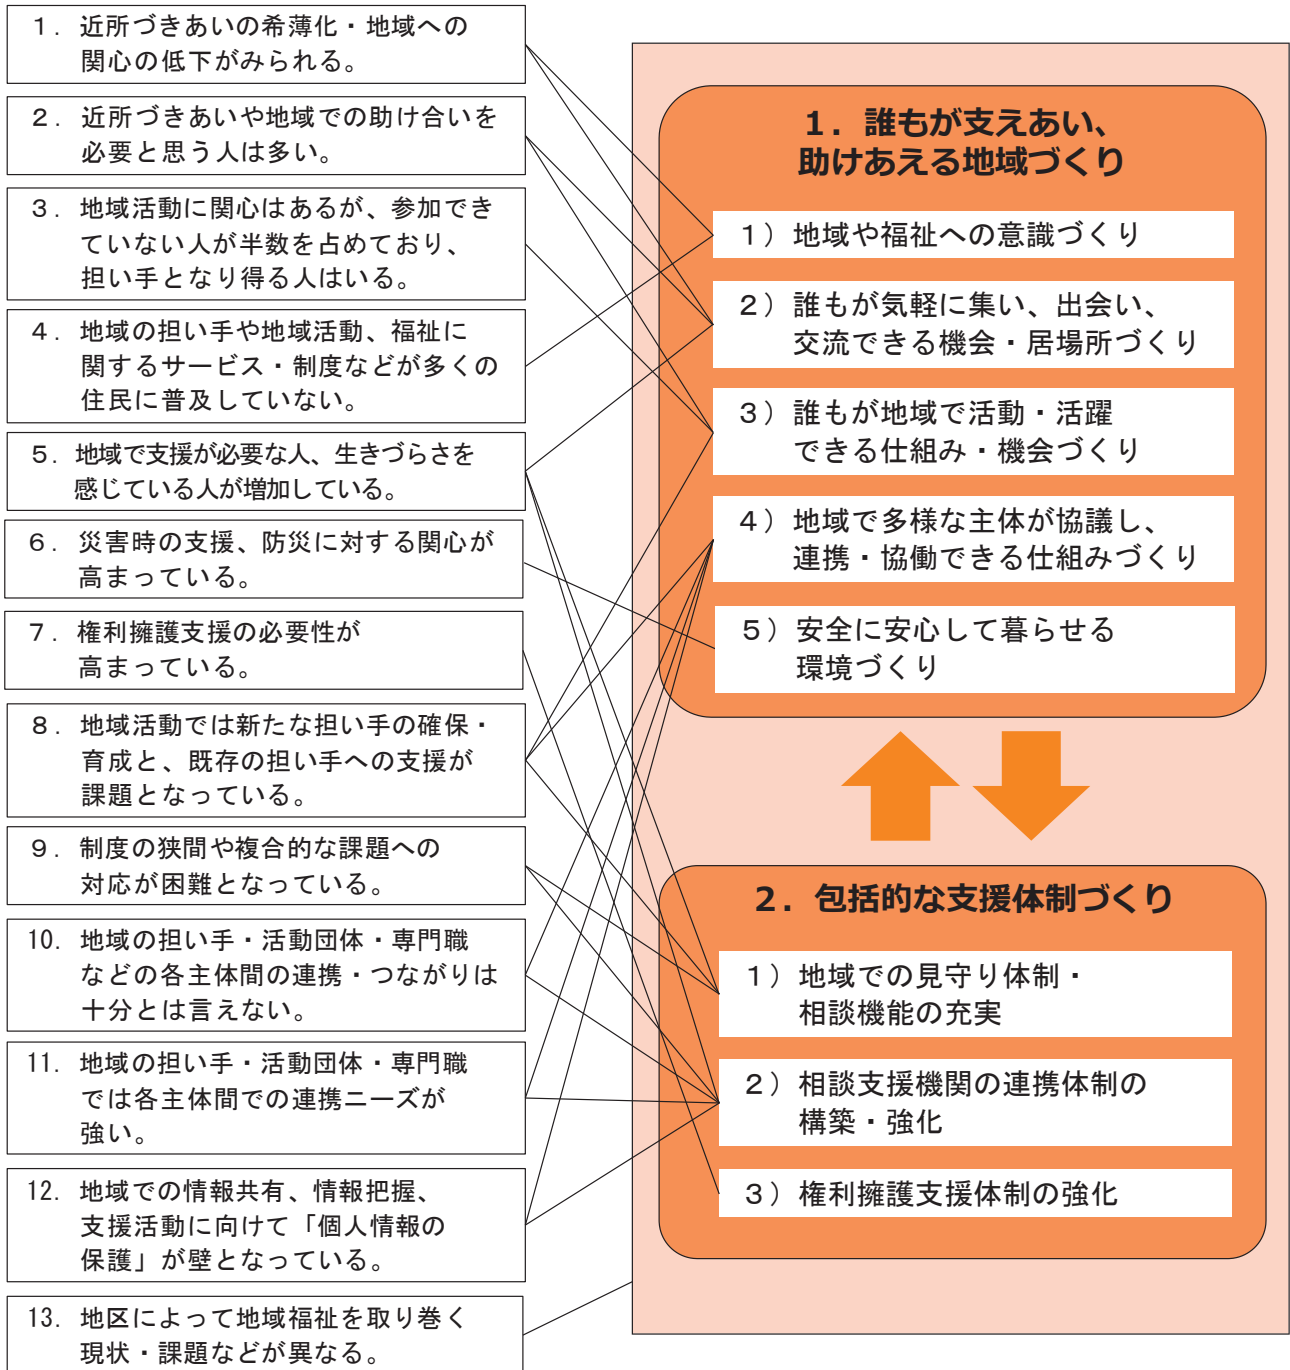 1. 近所づきあいの希薄化・地域への
関心の低下がみられる。
2. 近所づきあいや地域での助け合いを
必要と思う人は多い。
3. 地域活動に関心はあるが、参加でき
ていない人が半数を占めており、
担い手となり得る人はいる。
4. 地域の担い手や地域活動、福祉に
関するサービス・制度などが多くの
住民に普及していない。
5. 地域で支援が必要な人、生きづらさを
感じている人が増加している。
6. 災害時の支援、防災に対する関心が
高まっている。
7. 権利擁護支援の必要性が
高まっている。
8. 地域活動では新たな担い手の確保・
育成と、既存の担い手への支援が
課題となっている。
9. 制度の狭間や複合的な課題への
対応が困難となっている。
10. 地域の担い手・活動団体・専門職
などの各主体間の連携・つながりは
十分とは言えない。
11. 地域の担い手・活動団体・専門職
では各主体間での連携ニーズが
強い。
12. 地域での情報共有、情報把握、
支援活動に向けて「個人情報の
保護」が壁となっている。
13. 地区によって地域福祉を取り巻く
現状・課題などが異なる。
1. 誰もが支えあい、
助けあえる地域づくり
1）地域や福祉への意識づくり
2）誰もが気軽に集い、出会い、
交流できる機会・居場所づくり
3）誰もが地域で活動・活躍
できる仕組み・機会づくり
4）地域で多様な主体が協議し、
連携・協働できる仕組みづくり
5）安全に安心して暮らせる
環境づくり
2. 包括的な支援体制づくり
1）地域での見守り体制・
相談機能の充実
2）相談支援機関の連携体制の
構築・強化
3）権利擁護支援体制の強化